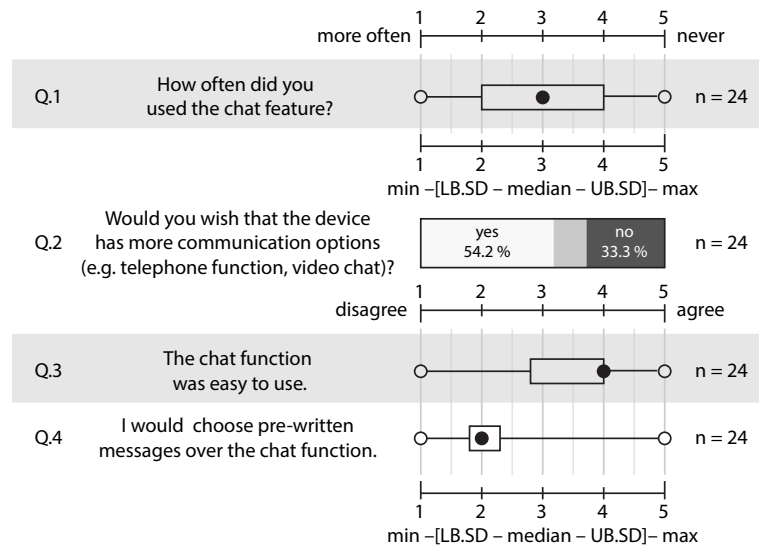 1 2 3 4 5
more often never
Q.1 How often did you used the chat feature? n = 24
1 2 3 4 5
min –[LB.SD – median – UB.SD]– max
Q.2 Would you wish that the device has more communication options (e.g. telephone function, video chat)? yes 54.2 % no 33.3 % n = 24
1 2 3 4 5
disagree agree
Q.3 The chat function was easy to use. n = 24
Q.4 I would choose pre-written messages over the chat function. n = 24
1 2 3 4 5
min –[LB.SD – median – UB.SD]– max